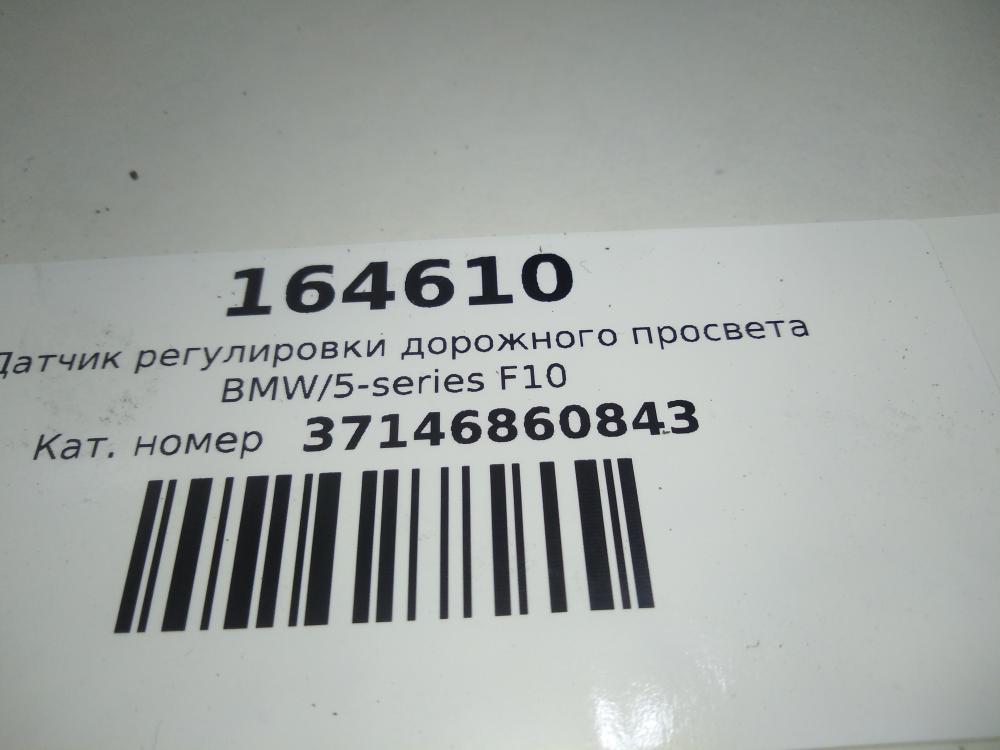 164610
Датчик регулировки дорожного просвета
BMW/5-series F10
Кат. номер 37146860843